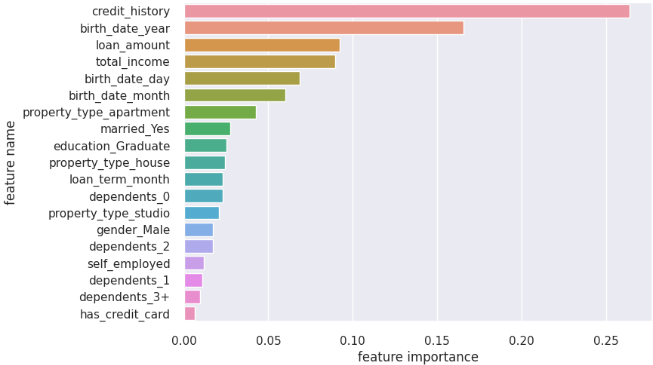 credit_history
birth_date_year
loan_amount
total_income
birth_date_day
birth_date_month
property_type_apartment
married_Yes
education_Graduate
property_type_house
loan_term_month
dependents_0
property_type_studio
gender_Male
dependents_2
self_employed
dependents_1
dependents_3+
has_credit_card
feature name
0.00 0.05 0.10 0.15 0.20 0.25
feature importance